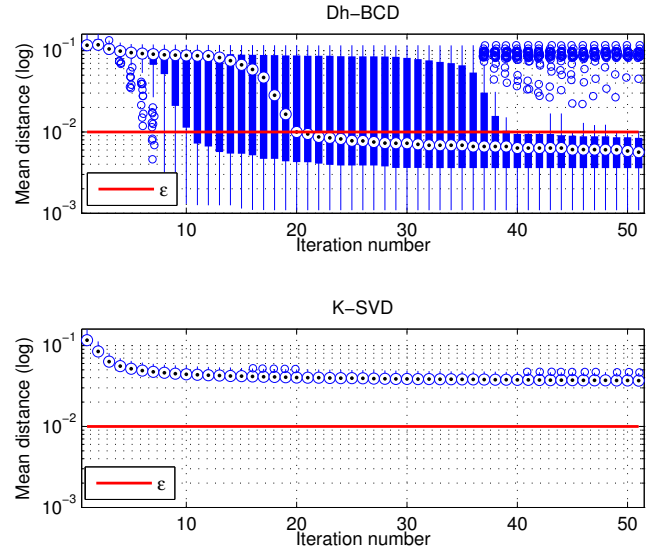 Dh−BCD
Mean distance (log)
10⁻¹
10⁻²
10⁻³
ε
10 20 30 40 50
Iteration number
K−SVD
Mean distance (log)
10⁻¹
10⁻²
10⁻³
ε
10 20 30 40 50
Iteration number